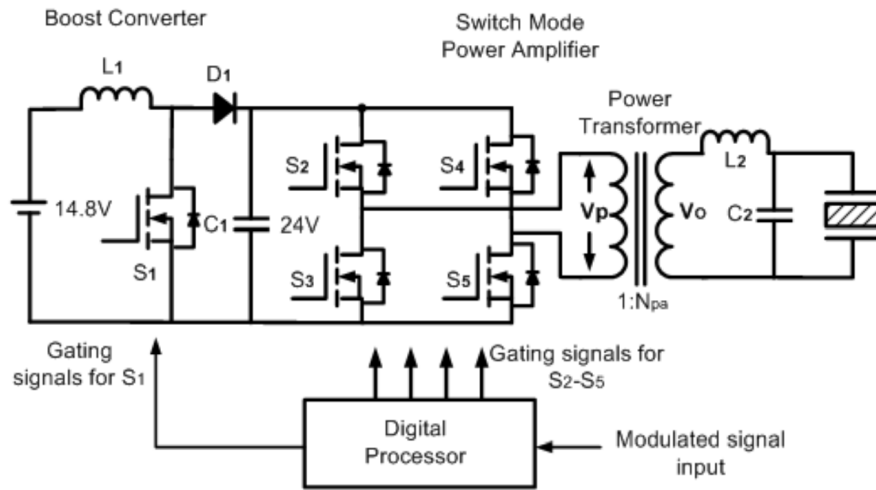 Boost Converter
Switch Mode
Power Amplifier
L1
D1
Power
Transformer
S2
S4
L2
14.8V
S1
C1
24V
Vp
Vo
C2
S3
S5
1:Npa
Gating
signals for S1
Gating signals for
S2-S5
Digital
Processor
Modulated signal
input